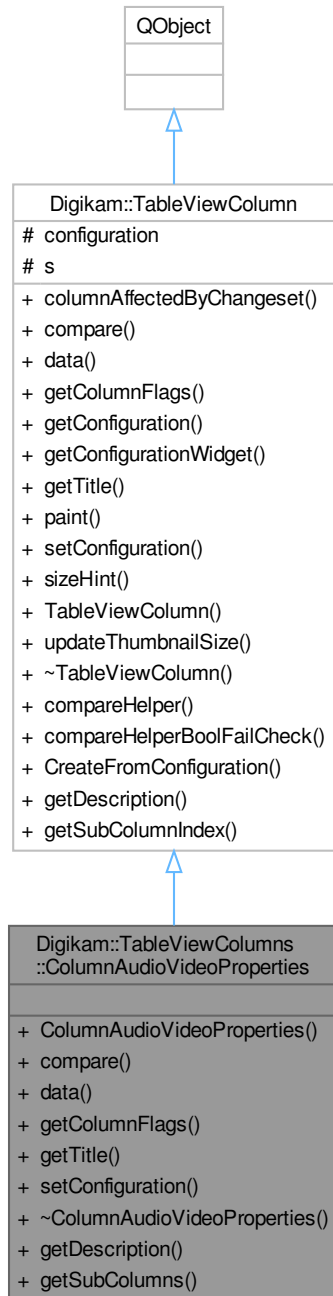 QObject
Digikam::TableViewColumn
# configuration
# s
+ columnAffectedByChangeset()
+ compare()
+ data()
+ getColumnFlags()
+ getConfiguration()
+ getConfigurationWidget()
+ getTitle()
+ paint()
+ setConfiguration()
+ sizeHint()
+ TableViewColumn()
+ updateThumbnailSize()
+ ~TableViewColumn()
+ compareHelper()
+ compareHelperBoolFailCheck()
+ CreateFromConfiguration()
+ getDescription()
+ getSubColumnIndex()
Digikam::TableViewColumns
::ColumnAudioVideoProperties
+ ColumnAudioVideoProperties()
+ compare()
+ data()
+ getColumnFlags()
+ getTitle()
+ setConfiguration()
+ ~ColumnAudioVideoProperties()
+ getDescription()
+ getSubColumns()